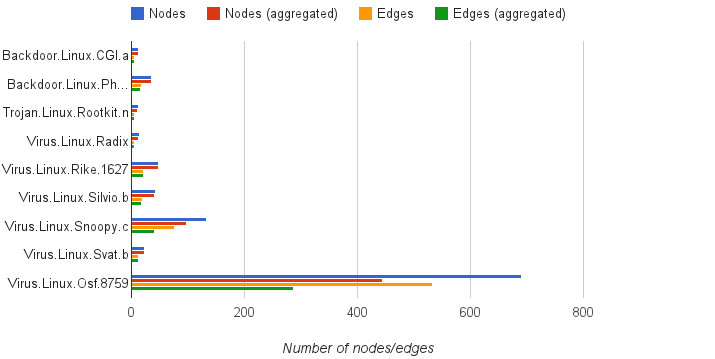 Nodes Nodes (aggregated) Edges Edges (aggregated)
Backdoor.Linux.CGI.a
Backdoor.Linux.Ph...
Trojan.Linux.Rootkit.n
Virus.Linux.Radix
Virus.Linux.Rike.1627
Virus.Linux.Silvio.b
Virus.Linux.Snoopy.c
Virus.Linux.Svat.b
Virus.Linux.Osf.8759
0 200 400 600 800
Number of nodes/edges